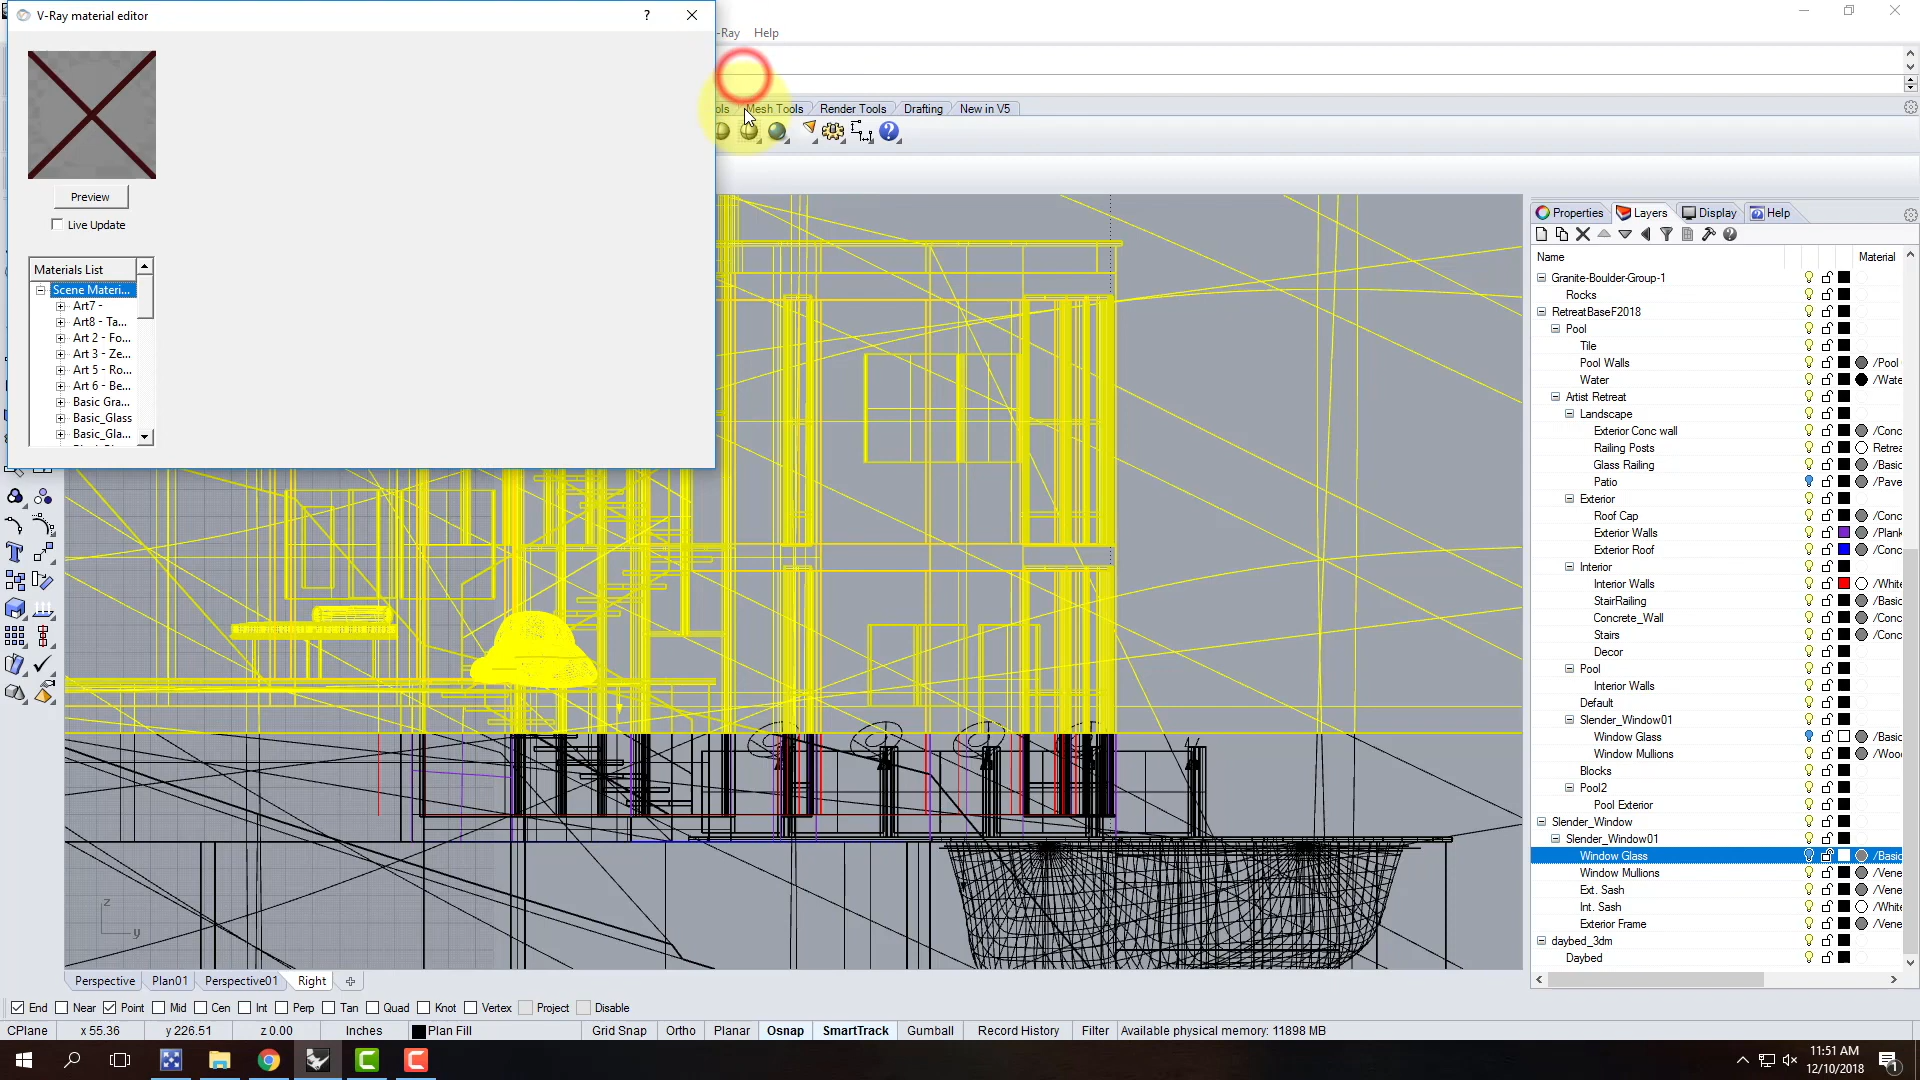 V-Ray material editor
?
-Ray Help
ols Mesh Tools Render Tools Drafting New in V5
Preview
Live Update
Materials List
Scene Materi...
Art7 -
Art8 - Ta...
Art 2 - Fo...
Art 3 - Ze...
Art 5 - Ro...
Art 6 - Be...
Basic Gra...
Basic_Glass
Basic_Gla...
Properties Layers Display Help
Name Material
Granite-Boulder-Group-1
Rocks
RetreatBaseF2018
Pool
Tile
Pool Walls /Pool
Water /Wate
Artist Retreat
Landscape
Exterior Conc wall /Conc
Railing Posts Retrea
Glass Railing /Basic
Patio /Pave
Exterior
Roof Cap /Conc
Exterior Walls /Plank
Exterior Roof /Conc
Interior
Interior Walls /White
StairRailing /Basic
Concrete_Wall /Conc
Stairs /Conc
Decor
Pool
Interior Walls
Default
Slender_Window01
Window Glass /Basic
Window Mullions /Wood
Blocks
Pool2
Pool Exterior
Slender_Window
Slender_Window01
Window Glass /Basic
Window Mullions /Vene
Ext. Sash /Vene
Int. Sash /White
Exterior Frame /Vene
daybed_3dm
Daybed
z
y
Perspective Plan01 Perspective01 Right
End Near Point Mid Cen Int Perp Tan Quad Knot Vertex Project Disable
CPlane x 55.36 y 226.51 z 0.00 Inches Plan Fill Grid Snap Ortho Planar Osnap SmartTrack Gumball Record History Filter Available physical memory: 11898 MB
11:51 AM
12/10/2018
1